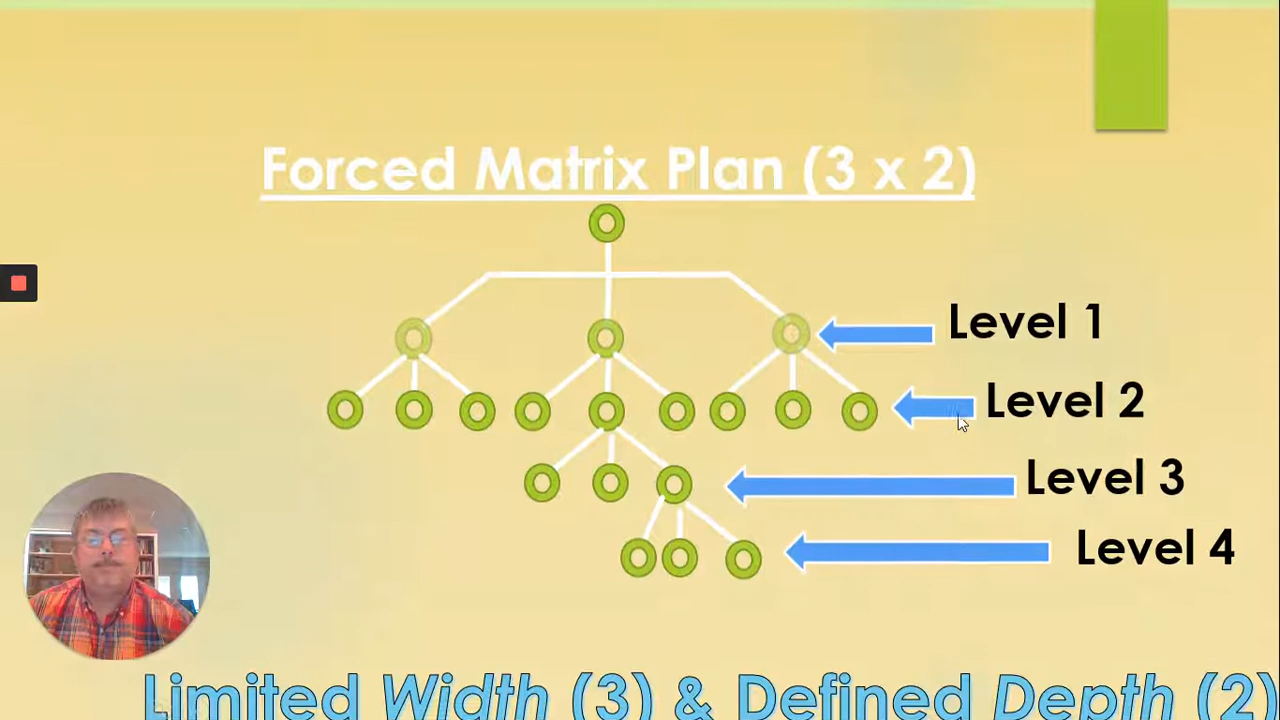 Forced Matrix Plan (3 x 2)
Level 1
Level 2
Level 3
Level 4
Limited Width (3) & Defined Depth (2)